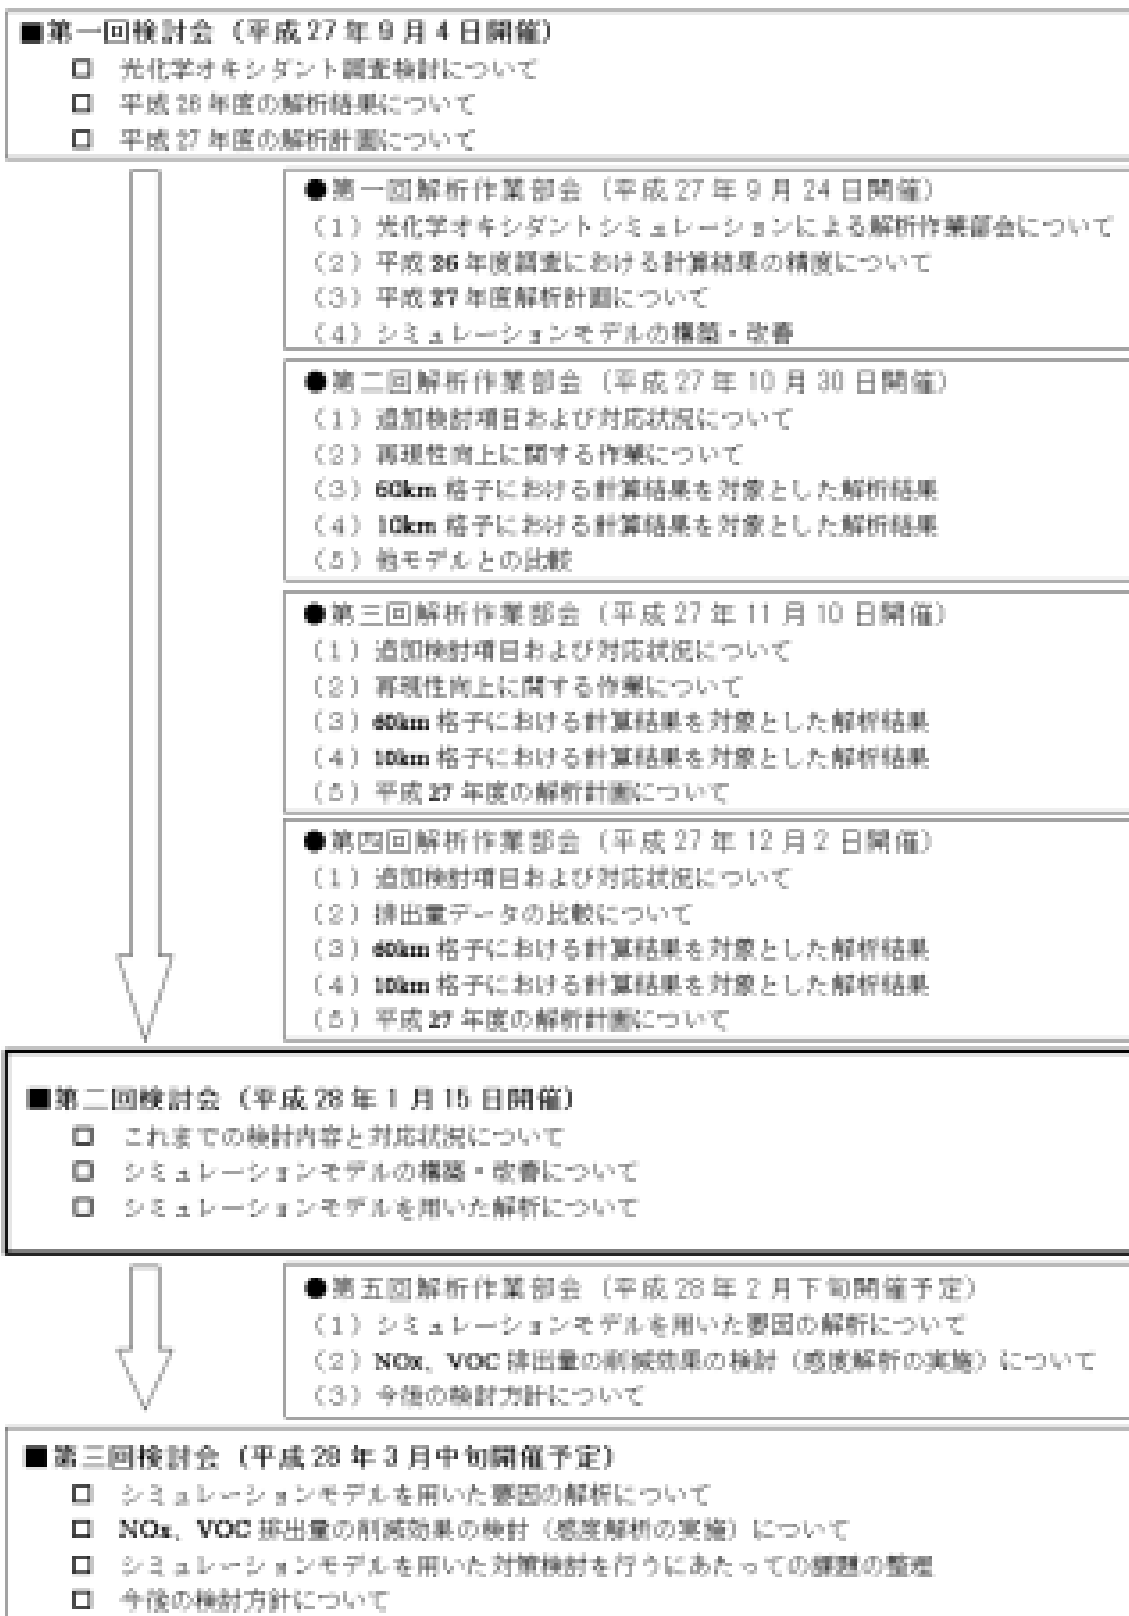 ■第一回検討会（平成27年9月4日開催）
□ 光化学オキシダント調査検討について
□ 平成26年度の解析結果について
□ 平成27年度の解析計画について
●第一回解析作業部会（平成27年9月24日開催）
（1）光化学オキシダントシミュレーションによる解析作業部会について
（2）平成26年度調査における計算結果の精度について
（3）平成27年度解析計画について
（4）シミュレーションモデルの構築・改善
●第二回解析作業部会（平成27年10月30日開催）
（1）追加検討項目および対応状況について
（2）再現性向上に関する作業について
（3）60km格子における計算結果を対象とした解析結果
（4）10km格子における計算結果を対象とした解析結果
（5）他モデルとの比較
●第三回解析作業部会（平成27年11月10日開催）
（1）追加検討項目および対応状況について
（2）再現性向上に関する作業について
（3）60km格子における計算結果を対象とした解析結果
（4）10km格子における計算結果を対象とした解析結果
（5）平成27年度の解析計画について
●第四回解析作業部会（平成27年12月2日開催）
（1）追加検討項目および対応状況について
（2）排出量データの比較について
（3）60km格子における計算結果を対象とした解析結果
（4）10km格子における計算結果を対象とした解析結果
（5）平成27年度の解析計画について
■第二回検討会（平成28年1月15日開催）
□ これまでの検討内容と対応状況について
□ シミュレーションモデルの構築・改善について
□ シミュレーションモデルを用いた解析について
●第五回解析作業部会（平成28年2月下旬開催予定）
（1）シミュレーションモデルを用いた要因の解析について
（2）NOx、VOC排出量の削減効果の検討（感度解析の実施）について
（3）今後の検討方針について
■第三回検討会（平成28年3月中旬開催予定）
□ シミュレーションモデルを用いた要因の解析について
□ NOx、VOC排出量の削減効果の検討（感度解析の実施）について
□ シミュレーションモデルを用いた対策検討を行うにあたっての課題の整理
□ 今後の検討方針について